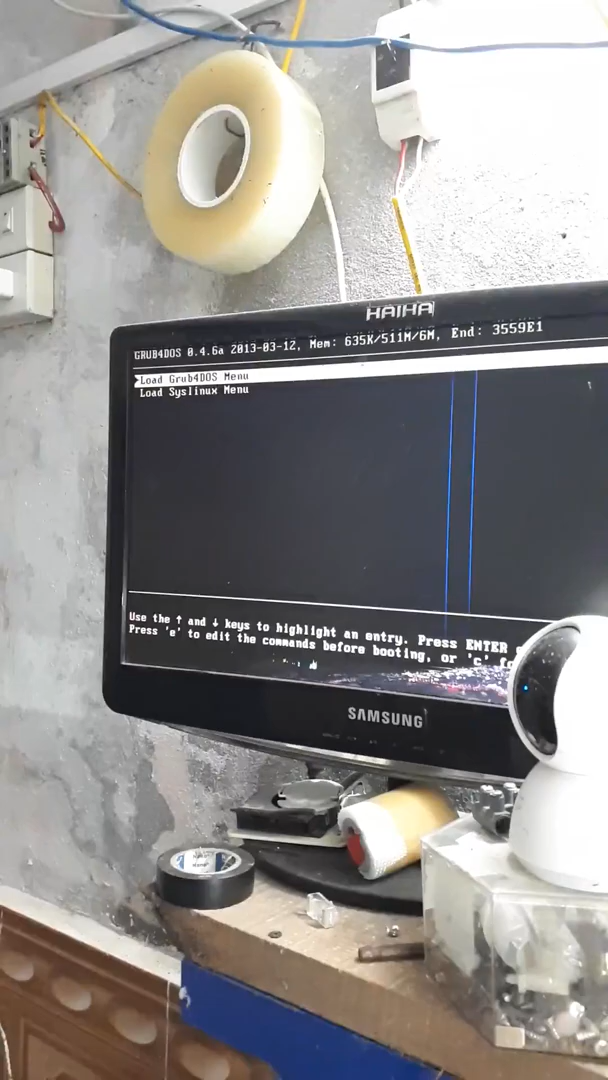 HAIHA
GRUB4DOS 0.4.6a 2013-03-12, Mem: 635K/511M/6M, End: 3559E1
Load Grub4DOS Menu
Load Syslinux Menu
Use the ↑ and ↓ keys to highlight an entry. Press ENTER
Press 'e' to edit the commands before booting, or 'c' fo
SAMSUNG